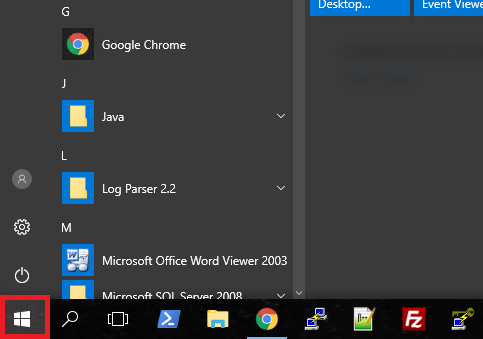 Desktop...
Event Viewe
G
Google Chrome
J
Java
L
Log Parser 2.2
M
Microsoft Office Word Viewer 2003
Microsoft SQL Server 2008